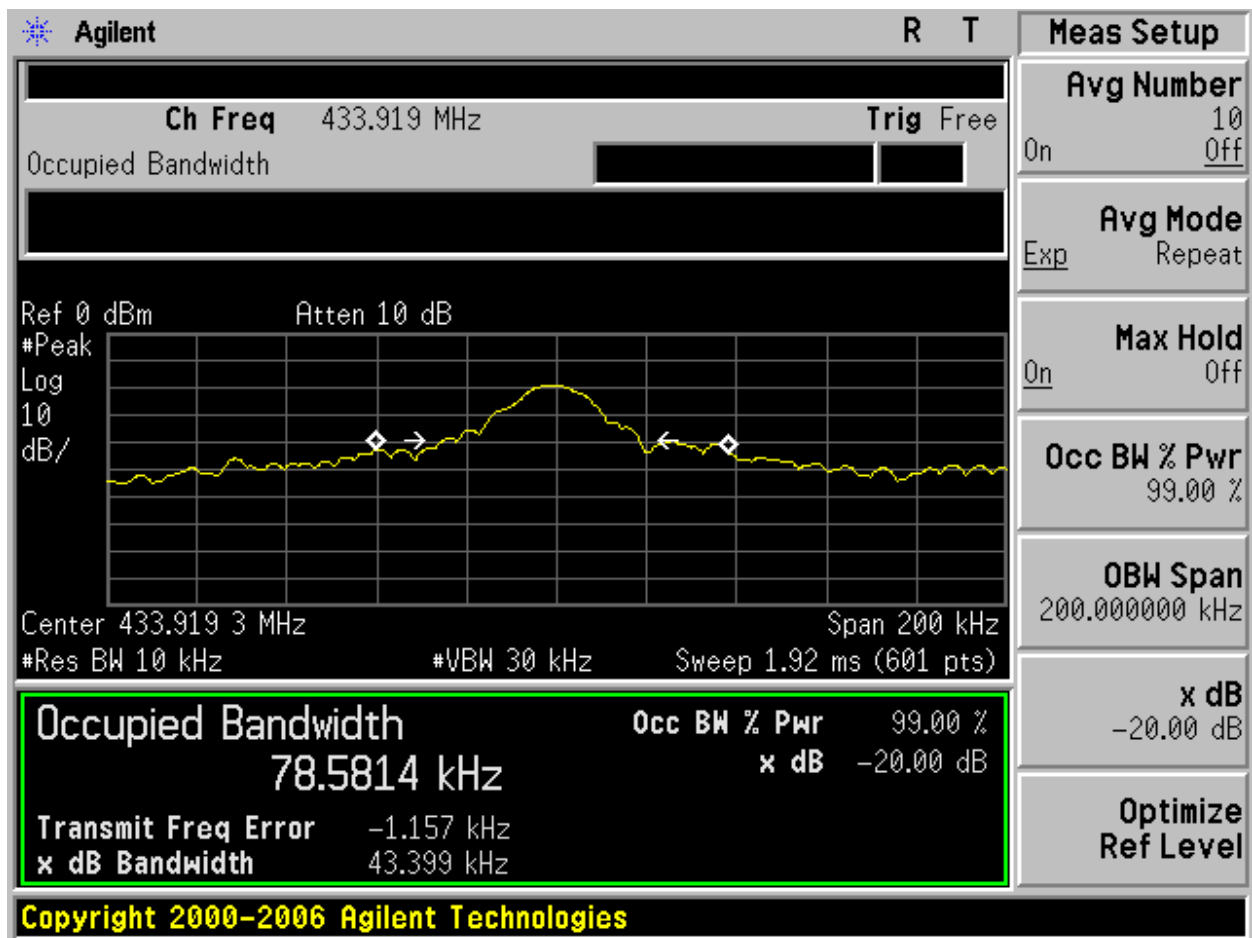 Agilent
R T
Ch Freq 433.919 MHz
Trig Free
Occupied Bandwidth
Ref 0 dBm
Atten 10 dB
#Peak
Log
10
dB/
Center 433.919 3 MHz
Span 200 kHz
#Res BW 10 kHz
#VBW 30 kHz
Sweep 1.92 ms (601 pts)
Occupied Bandwidth
78.5814 kHz
Occ BW % Pwr 99.00 %
x dB -20.00 dB
Transmit Freq Error -1.157 kHz
x dB Bandwidth 43.399 kHz
Copyright 2000-2006 Agilent Technologies
Meas Setup
Avg Number
10
On Off
Avg Mode
Exp Repeat
Max Hold
On Off
Occ BW % Pwr
99.00 %
OBW Span
200.000000 kHz
x dB
-20.00 dB
Optimize
Ref Level